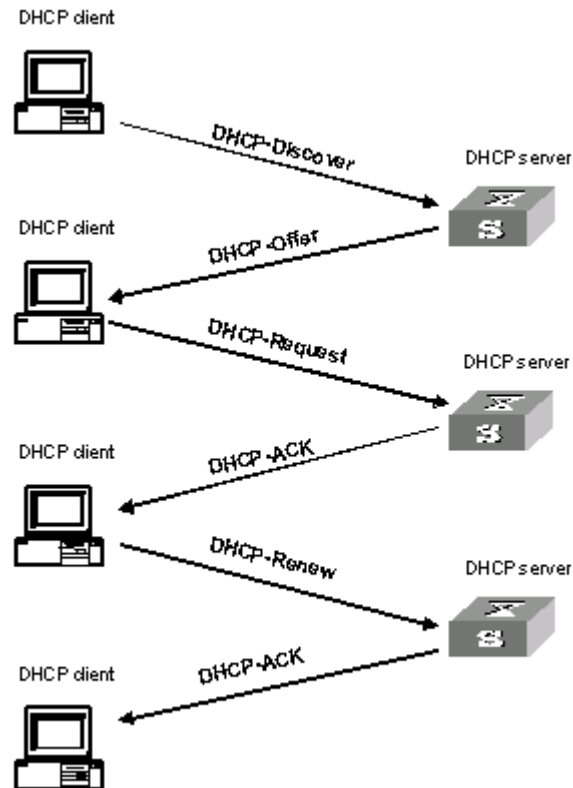 DHCP client
DHCP-Discover
DHCP server
S
DHCP client
DHCP-Offer
DHCP-Request
DHCP server
S
DHCP client
DHCP-ACK
DHCP-Renew
DHCP server
S
DHCP client
DHCP-ACK